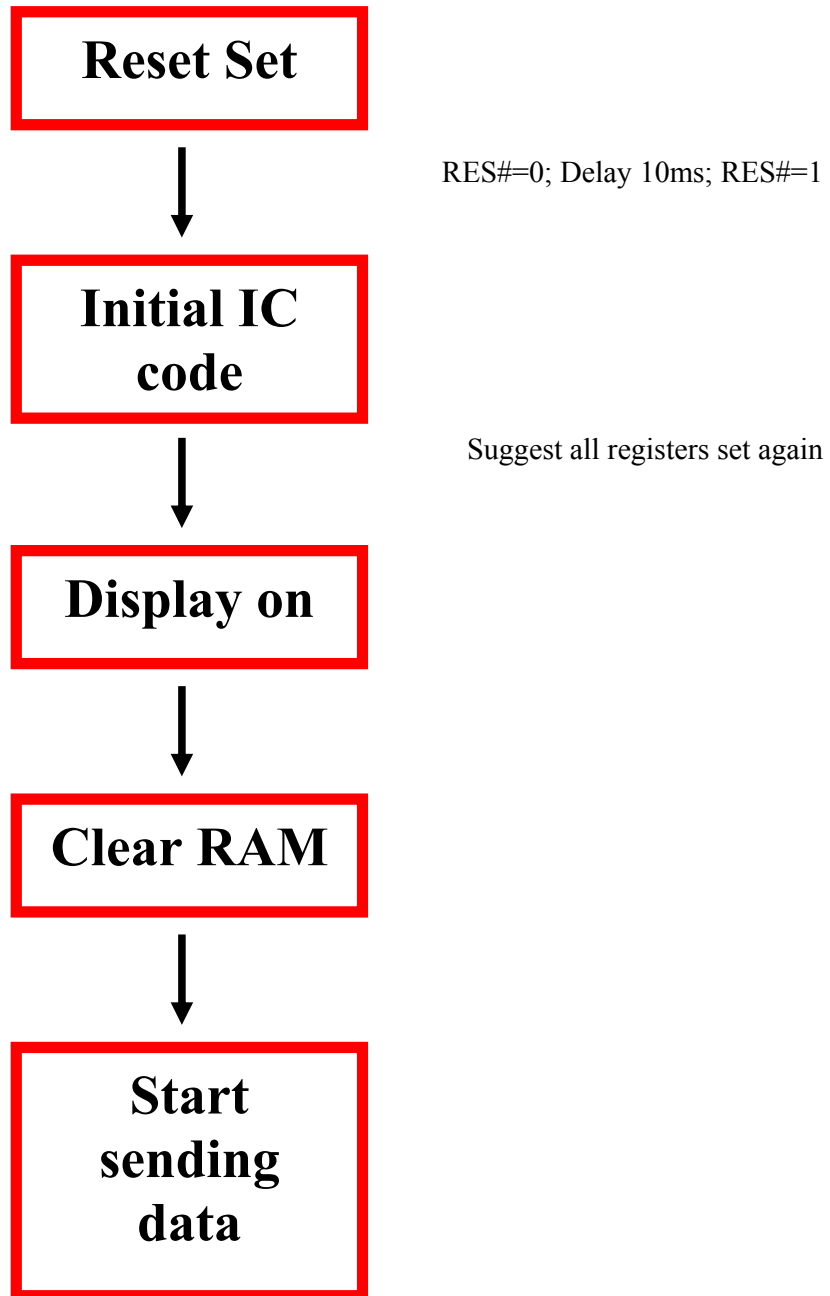 Reset Set
RES#=0; Delay 10ms; RES#=1
Initial IC
code
Suggest all registers set again
Display on
Clear RAM
Start
sending
data